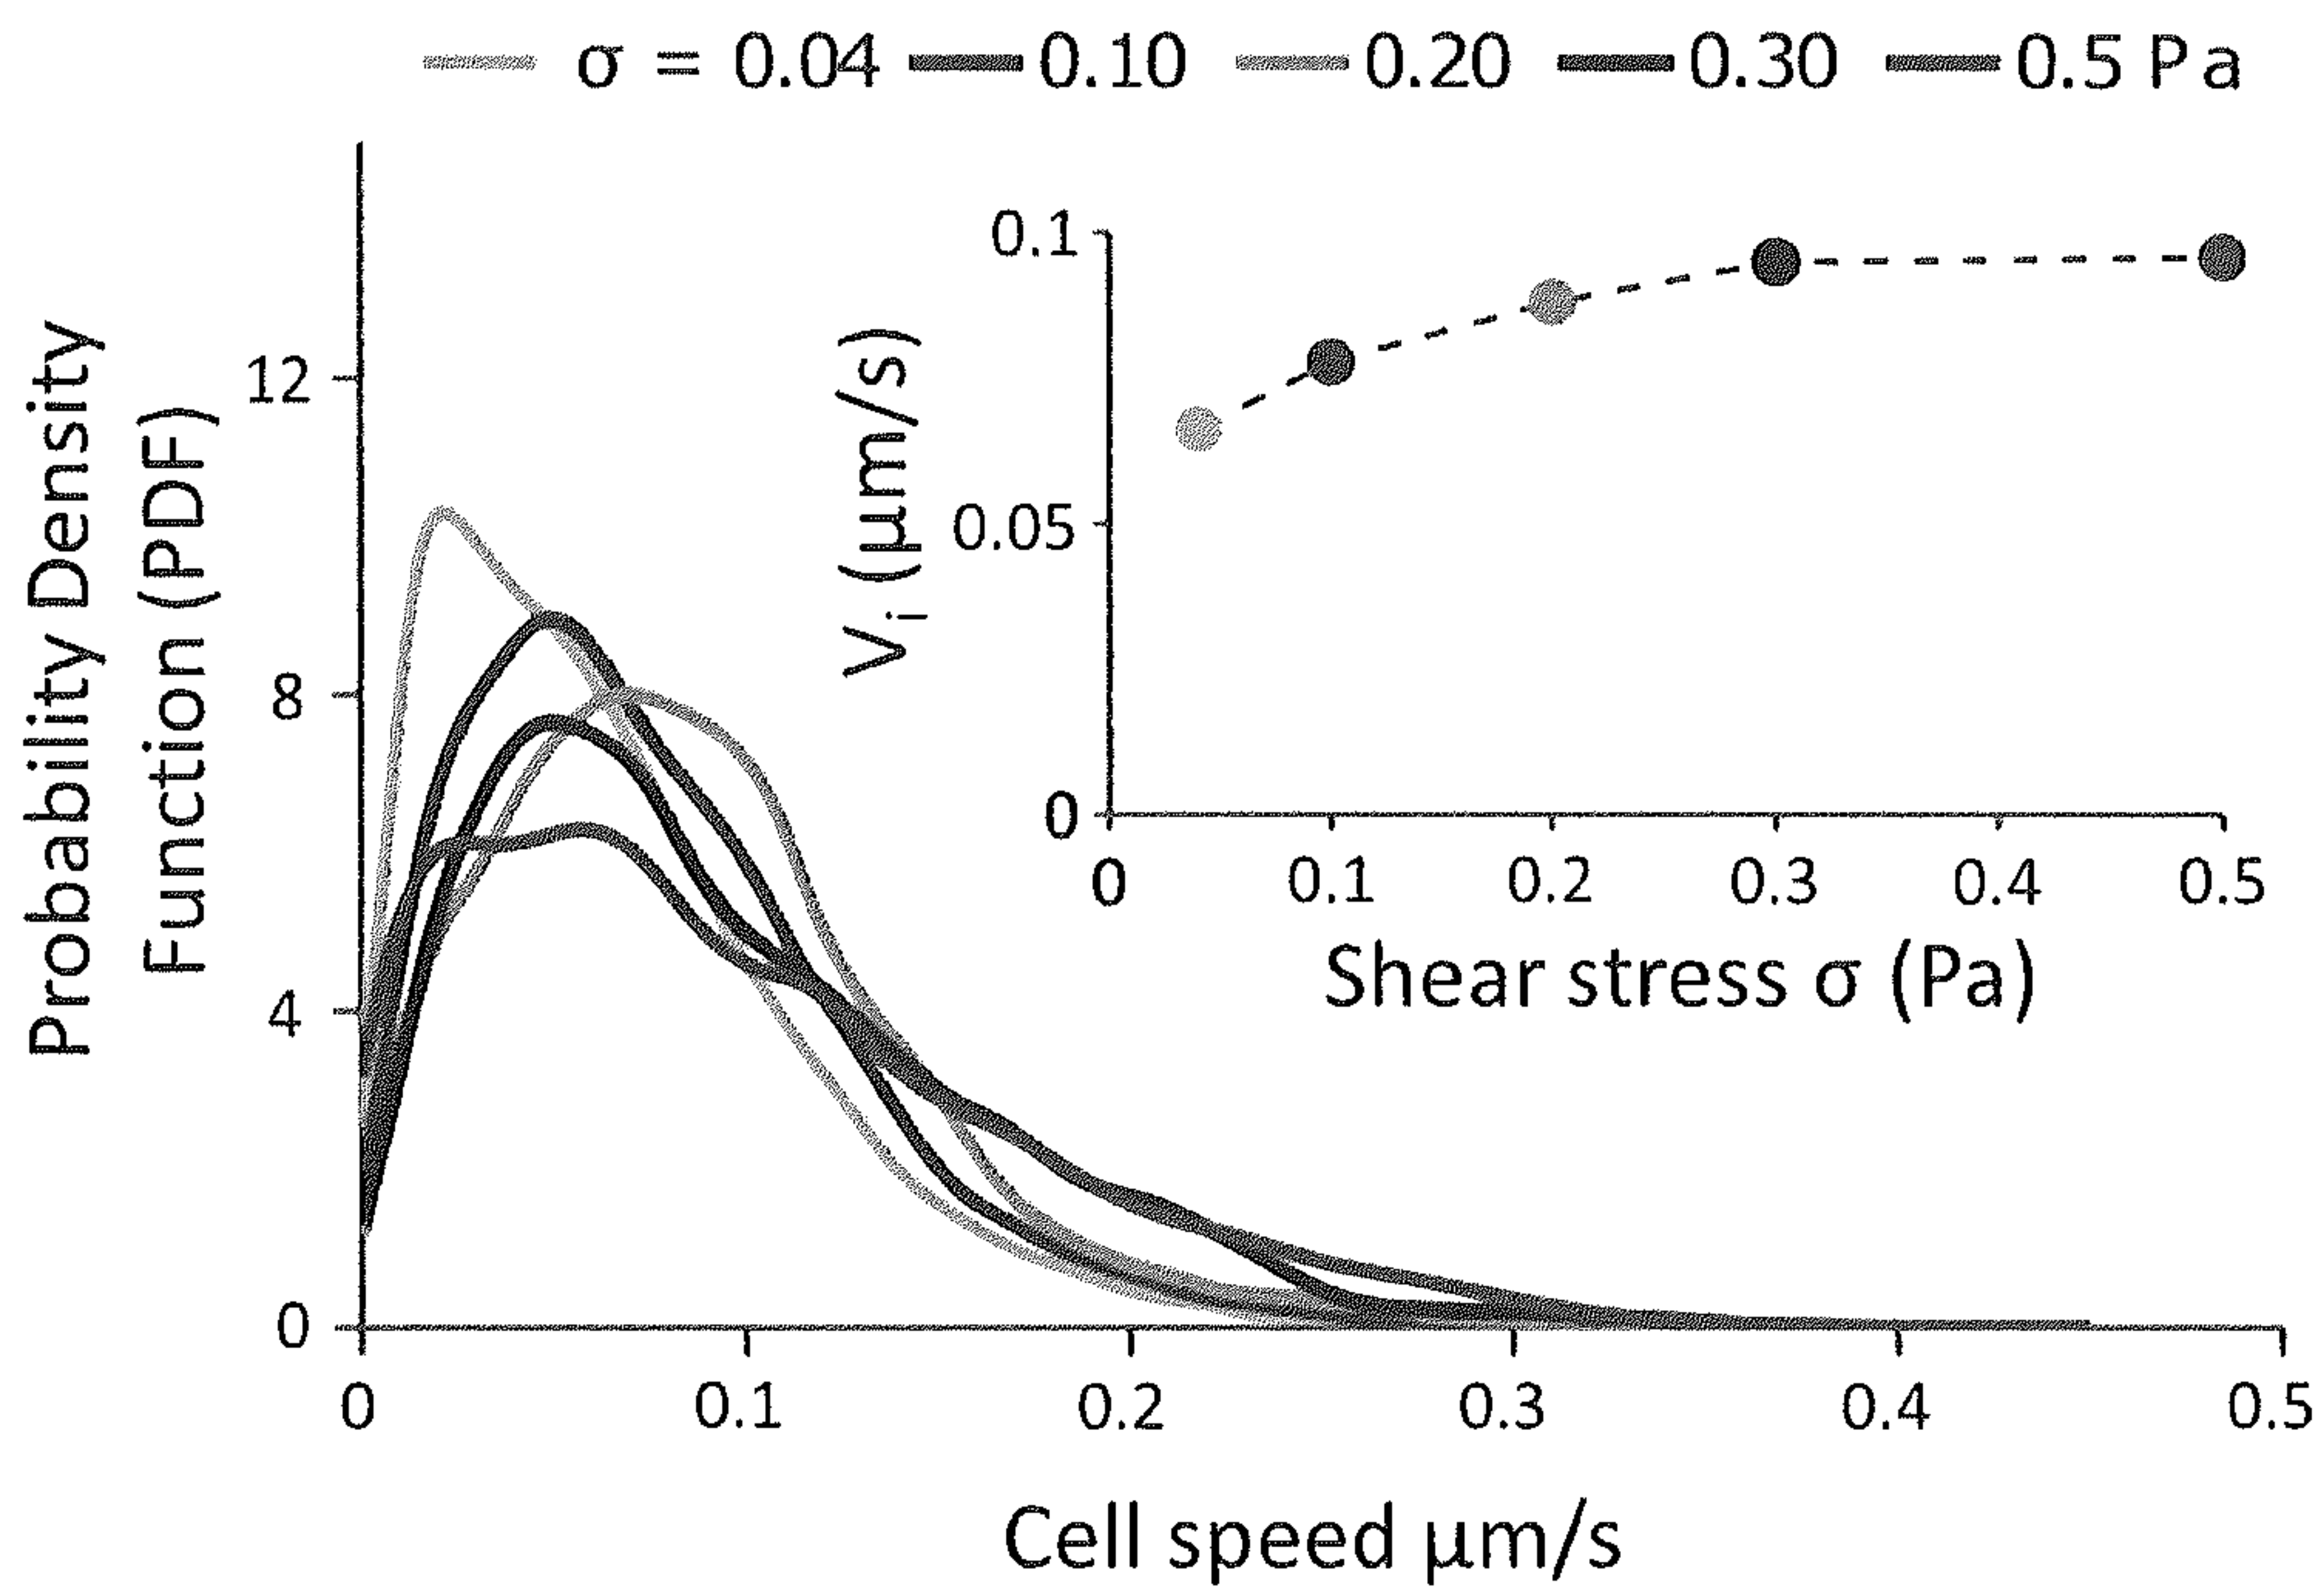 σ = 0.04 0.10 0.20 0.30 0.5 Pa
Probability Density
Function (PDF)
12
8
4
0
0 0.1 0.2 0.3 0.4 0.5
Cell speed μm/s
Vi (μm/s)
0.1
0.05
0
0 0.1 0.2 0.3 0.4 0.5
Shear stress σ (Pa)